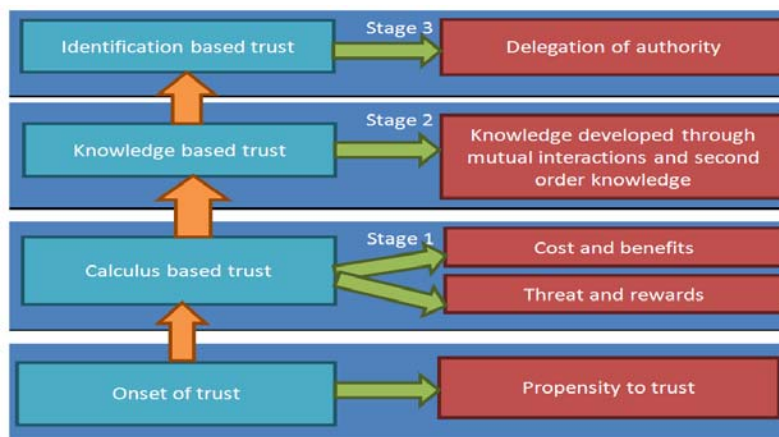 Stage 3
Identification based trust
Delegation of authority
Stage 2
Knowledge based trust
Knowledge developed through
mutual interactions and second
order knowledge
Stage 1
Calculus based trust
Cost and benefits
Threat and rewards
Onset of trust
Propensity to trust